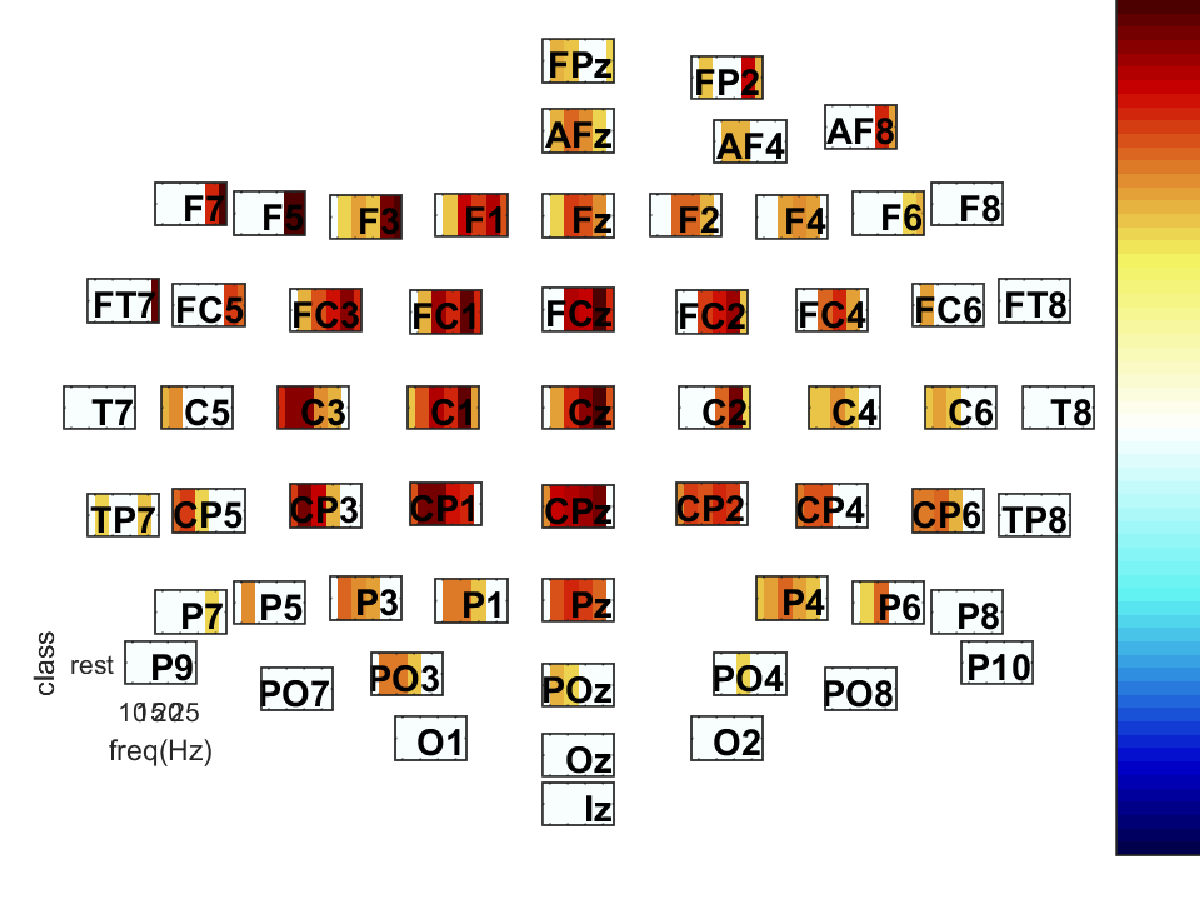 FPz FP2
AFz AF4 AF8
F7 F5 F3 F1 Fz F2 F4 F6 F8
FT7 FC5 FC3 FC1 FCz FC2 FC4 FC6 FT8
T7 C5 C3 C1 Cz C2 C4 C6 T8
TP7 CP5 CP3 CP1 CPz CP2 CP4 CP6 TP8
P7 P5 P3 P1 Pz P4 P6 P8
class rest P9 PO7 PO3 POz PO4 PO8 P10
10 15 20 25
freq(Hz)
O1 Oz O2
Iz